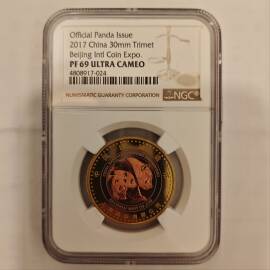 Official Panda Issue
2017 China 30mm Trimet
Beijing Intl Coin Expo.
PF 69 ULTRA CAMEO
4808917-024
NUMISMATIC GUARANTY CORPORATION
NGC